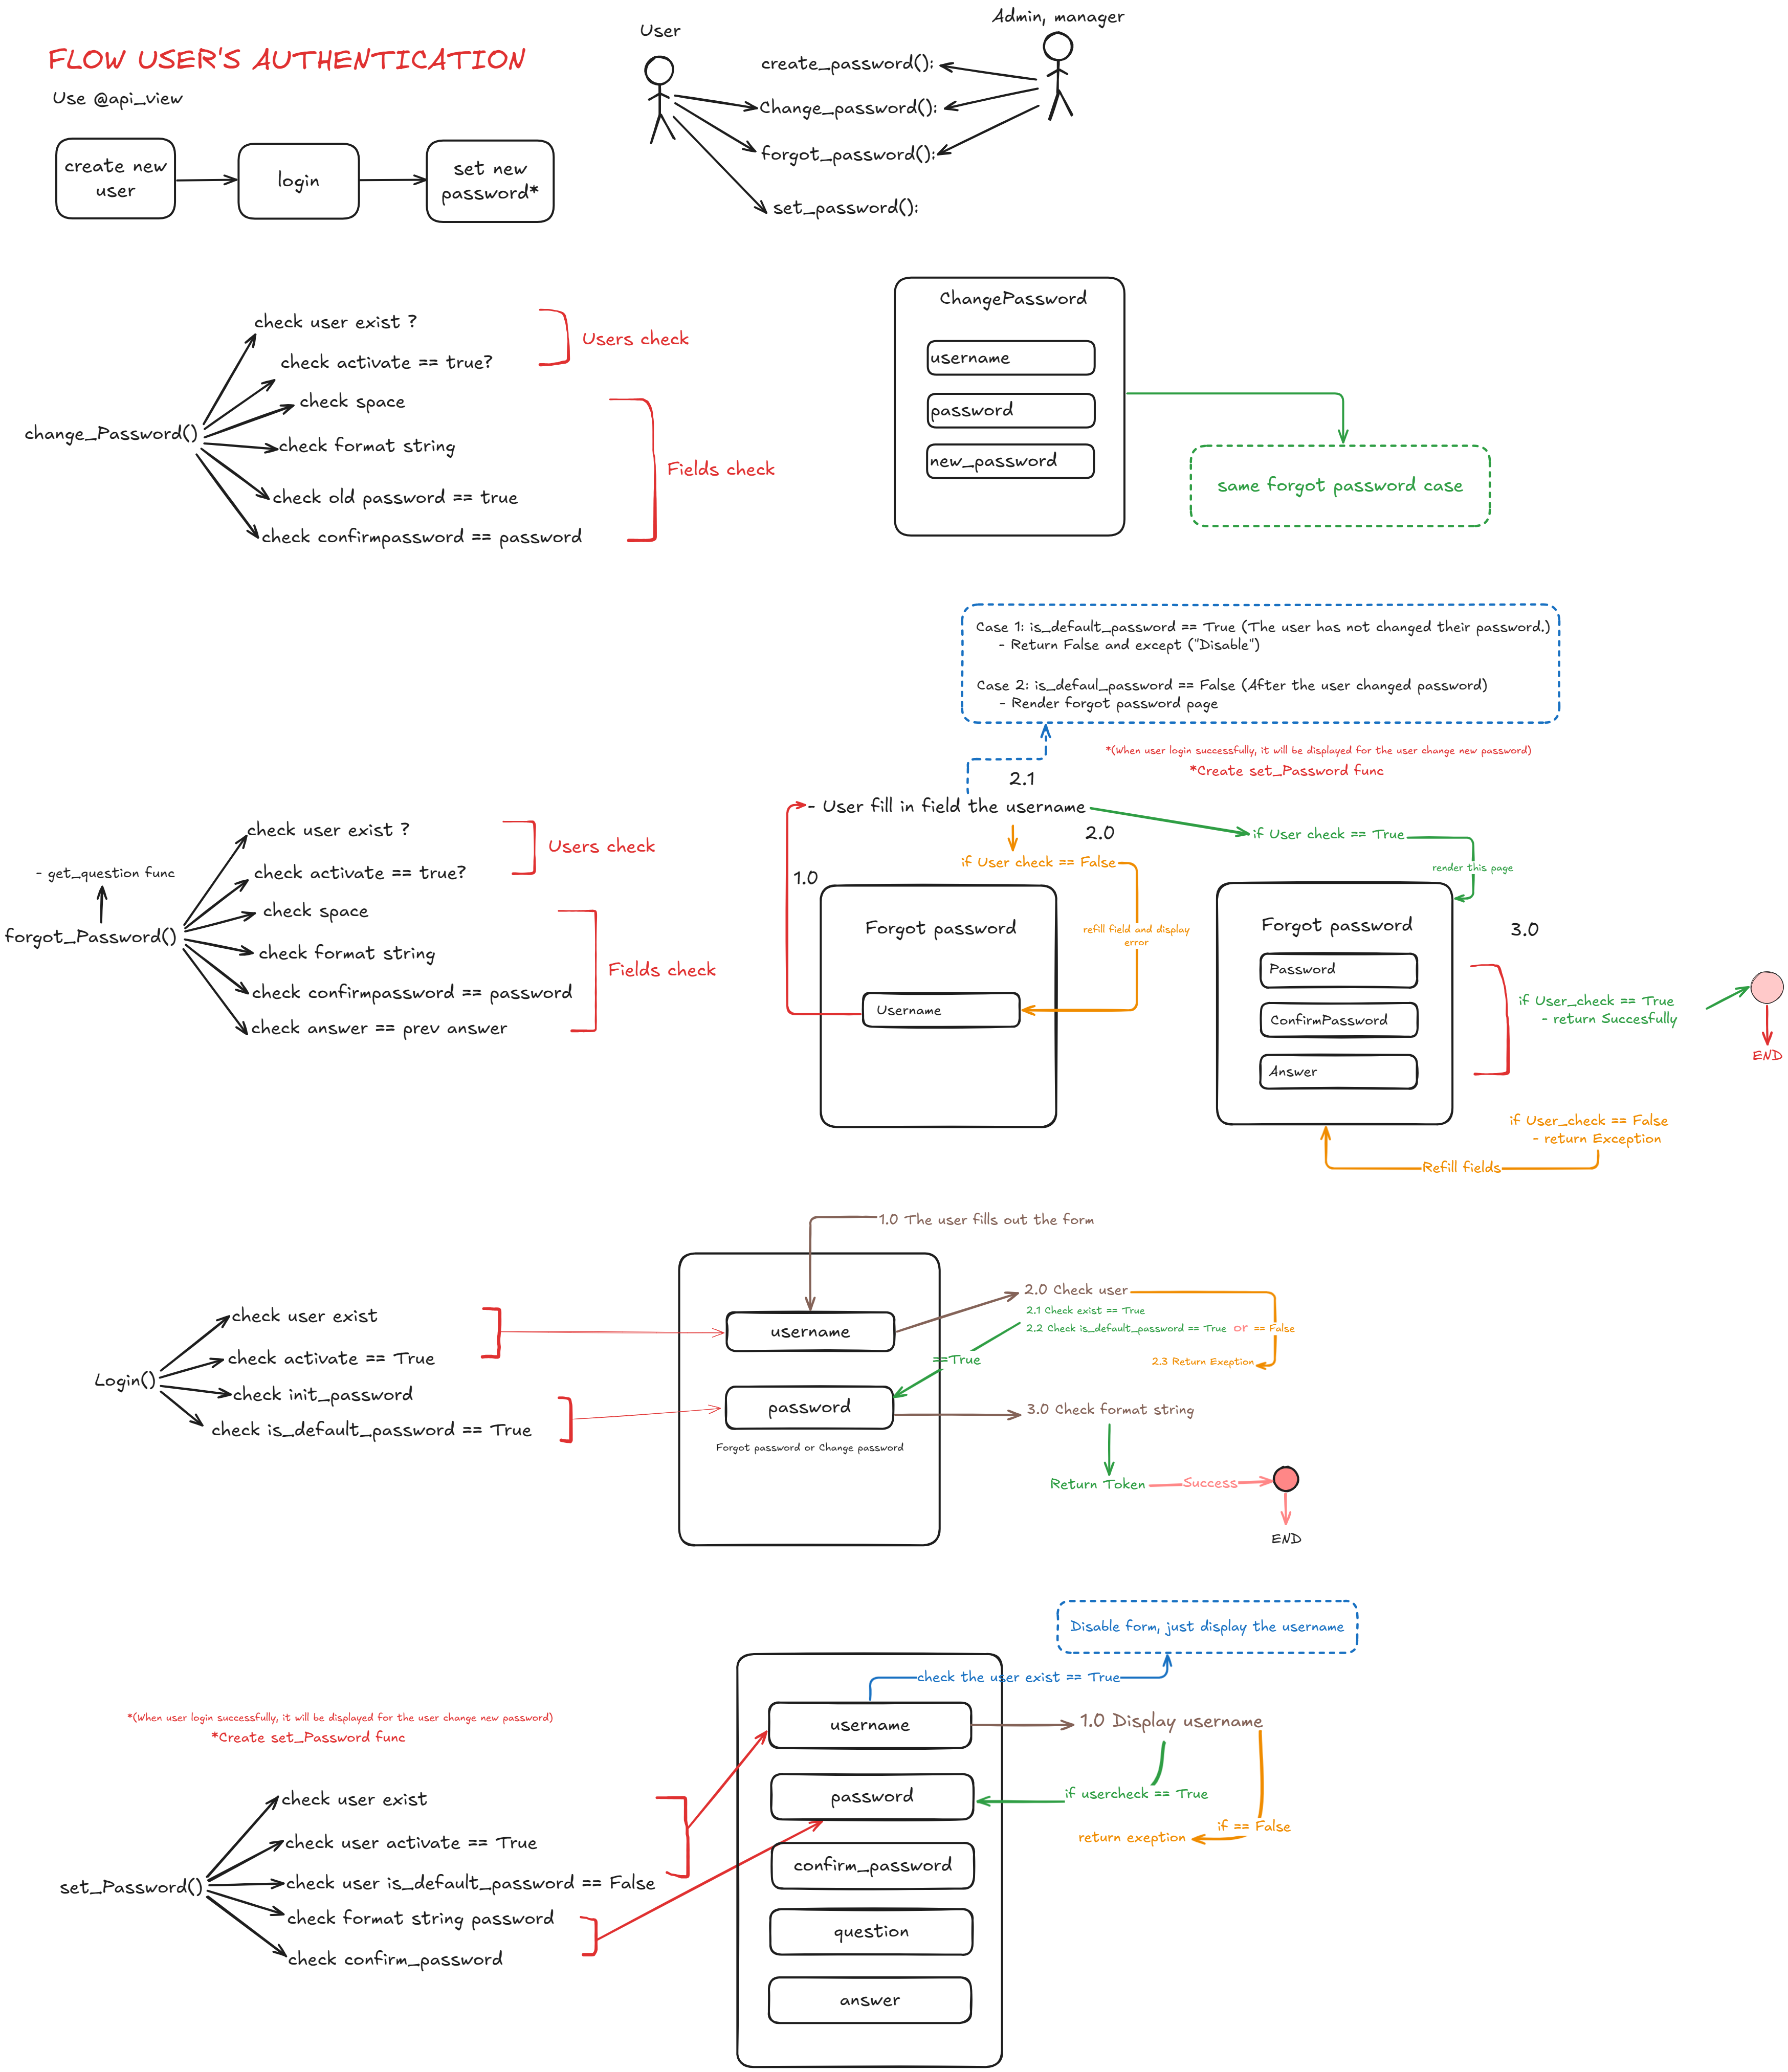 FLOW USER'S AUTHENTICATION
Use @api_view
create new
user
login
set new
password*
User
Admin, manager
create_password():
Change_password():
forgot_password():
set_password():
change_Password()
check user exist ?
check activate == true?
check space
check format string
check old password == true
check confirmpassword == password
Users check
Fields check
ChangePassword
username
password
new_password
same forgot password case
Case 1: is_default_password == True (The user has not changed their password.)
- Return False and except ("Disable")
Case 2: is_defaul_password == False (After the user changed password)
- Render forgot password page
*(When user login successfully, it will be displayed for the user change new password)
*Create set_Password func
2.1
- User fill in field the username
2.0
if User check == True
if User check == False
render this page
1.0
- get_question func
forgot_Password()
check user exist ?
check activate == true?
check space
check format string
check confirmpassword == password
check answer == prev answer
Users check
Fields check
Forgot password
Username
refill field and display
error
Forgot password
Password
ConfirmPassword
Answer
3.0
if User_check == True
- return Succesfully
END
if User_check == False
- return Exception
Refill fields
1.0 The user fills out the form
Login()
check user exist
check activate == True
check init_password
check is_default_password == True
username
password
Forgot password or Change password
2.0 Check user
2.1 Check exist == True
2.2 Check is_default_password == True or == False
2.3 Return Exeption
==True
3.0 Check format string
Return Token
Success
END
Disable form, just display the username
check the user exist == True
*(When user login successfully, it will be displayed for the user change new password)
*Create set_Password func
set_Password()
check user exist
check user activate == True
check user is_default_password == False
check format string password
check confirm_password
username
password
confirm_password
question
answer
1.0 Display username
if usercheck == True
if == False
return exeption